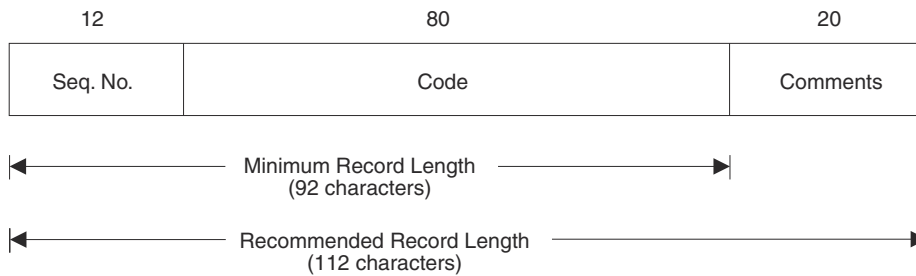 12 80 20
Seq. No. Code Comments
Minimum Record Length
(92 characters)
Recommended Record Length
(112 characters)